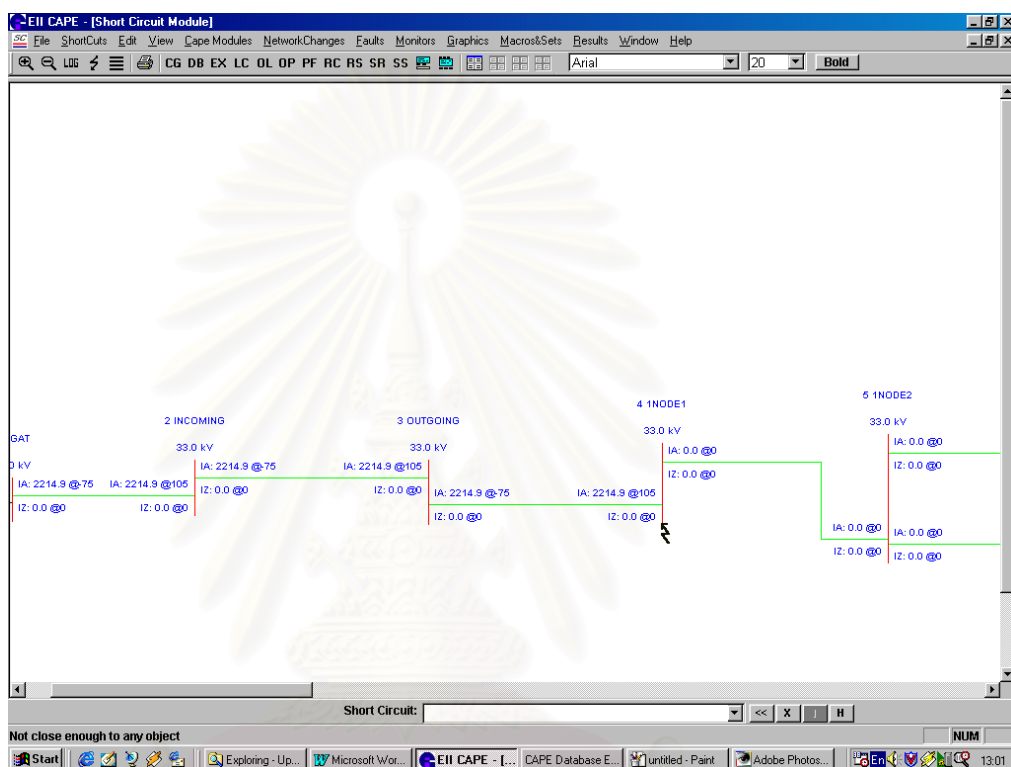 EII CAPE - [Short Circuit Module]
SC File ShortCuts Edit View Cape Modules NetworkChanges Faults Monitors Graphics Macros&Sets Results Window Help
LOG CG DB EX LC OL OP PF RC RS SR SS Arial 20 Bold
4 1NODE1
5 1NODE2
2 INCOMING
3 OUTGOING
33.0 kV
33.0 kV
GAT
33.0 kV
33.0 kV
IA: 0.0 @0
IA: 0.0 @0
0 kV
IA: 2214.9 @-75
IA: 2214.9 @105
IZ: 0.0 @0
IZ: 0.0 @0
IA: 2214.9 @-75
IA: 2214.9 @105
IZ: 0.0 @0
IZ: 0.0 @0
IA: 2214.9 @-75
IA: 2214.9 @105
IZ: 0.0 @0
IZ: 0.0 @0
IZ: 0.0 @0
IZ: 0.0 @0
IA: 0.0 @0
IA: 0.0 @0
IZ: 0.0 @0
IZ: 0.0 @0
Short Circuit: << X | H
Not close enough to any object NUM
Start Exploring - Up... Microsoft Wor... EII CAPE - [... CAPE Database E... untitled - Paint Adobe Photos... En 13:01